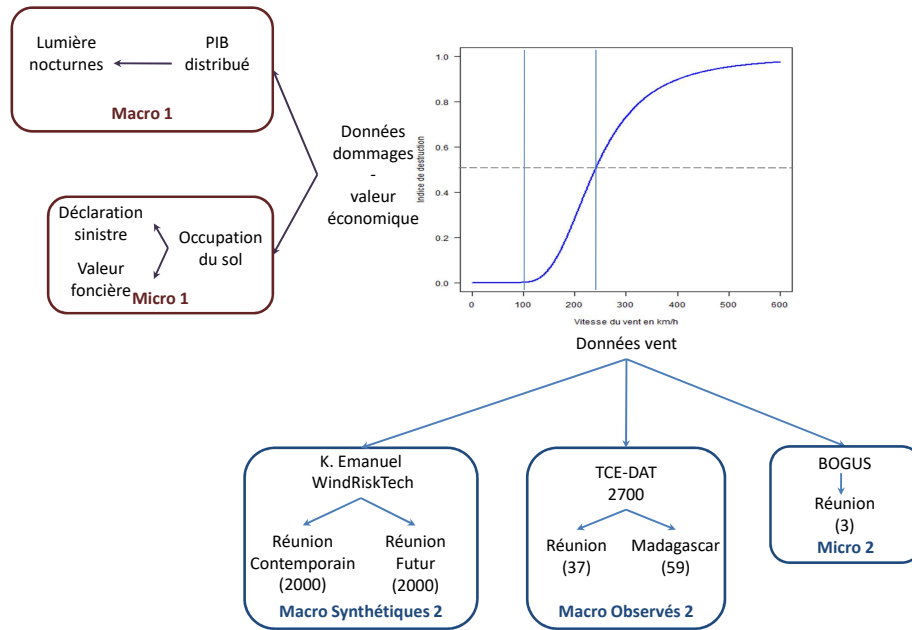 Lumière
nocturnes
PIB
distribué
Macro 1
Déclaration
sinistre
Valeur
foncière
Occupation
du sol
Micro 1
Données
dommages
-
valeur
économique
Indice de destruction
1.0
0.8
0.6
0.4
0.2
0.0
0 100 200 300 400 500 600
Vitesse du vent en km/h
Données vent
K. Emanuel
WindRiskTech
Réunion
Contemporain
(2000)
Réunion
Futur
(2000)
Macro Synthétiques 2
TCE-DAT
2700
Réunion
(37)
Madagascar
(59)
Macro Observés 2
BOGUS
Réunion
(3)
Micro 2